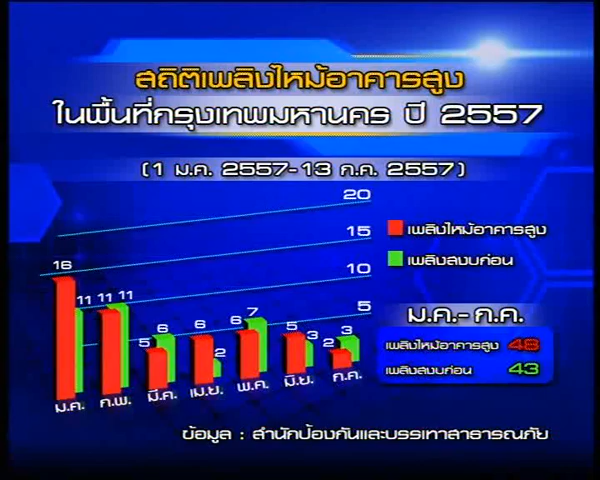 สถิติเพลิงไหม้อาคารสูง
ในพื้นที่กรุงเทพมหานคร ปี 2557
(1 ม.ค. 2557-13 ก.ค. 2557)
20
15
10
5
16 11 11 11 5 6 6 2 6 7 5 3 2 3
ม.ค. ก.พ. มี.ค. เม.ย. พ.ค. มิ.ย. ก.ค.
เพลิงไหม้อาคารสูง
เพลิงสงบก่อน
ม.ค.- ก.ค.
เพลิงไหม้อาคารสูง 48
เพลิงสงบก่อน 43
ข้อมูล : สำนักป้องกันและบรรเทาสาธารณภัย